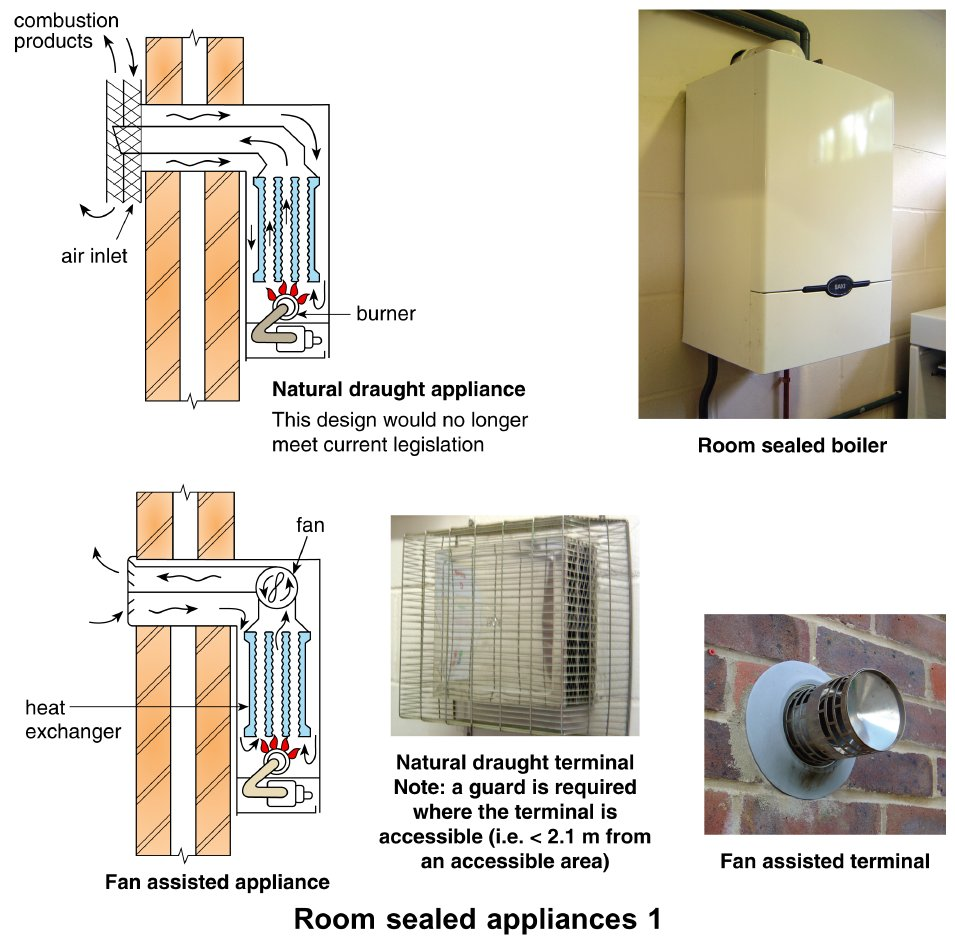 combustion
products
air inlet
burner
Natural draught appliance
This design would no longer
meet current legislation
BAXI
Room sealed boiler
fan
heat
exchanger
Fan assisted appliance
Natural draught terminal
Note: a guard is required
where the terminal is
accessible (i.e. < 2.1 m from
an accessible area)
Fan assisted terminal
Room sealed appliances 1